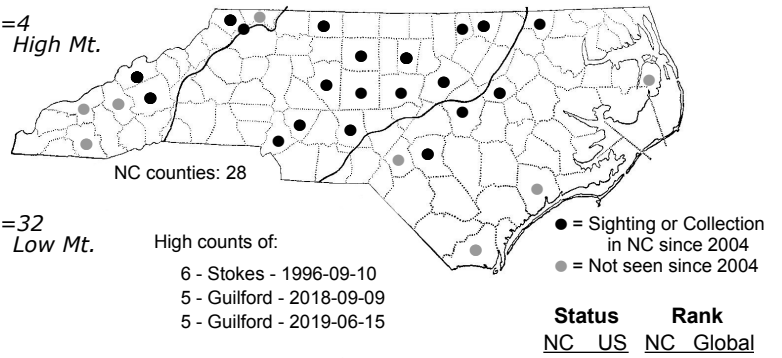 =4
High Mt.
NC counties: 28
=32
Low Mt.
High counts of:
6 - Stokes - 1996-09-10
5 - Guilford - 2018-09-09
5 - Guilford - 2019-06-15
= Sighting or Collection
in NC since 2004
= Not seen since 2004
Status Rank
NC US NC Global